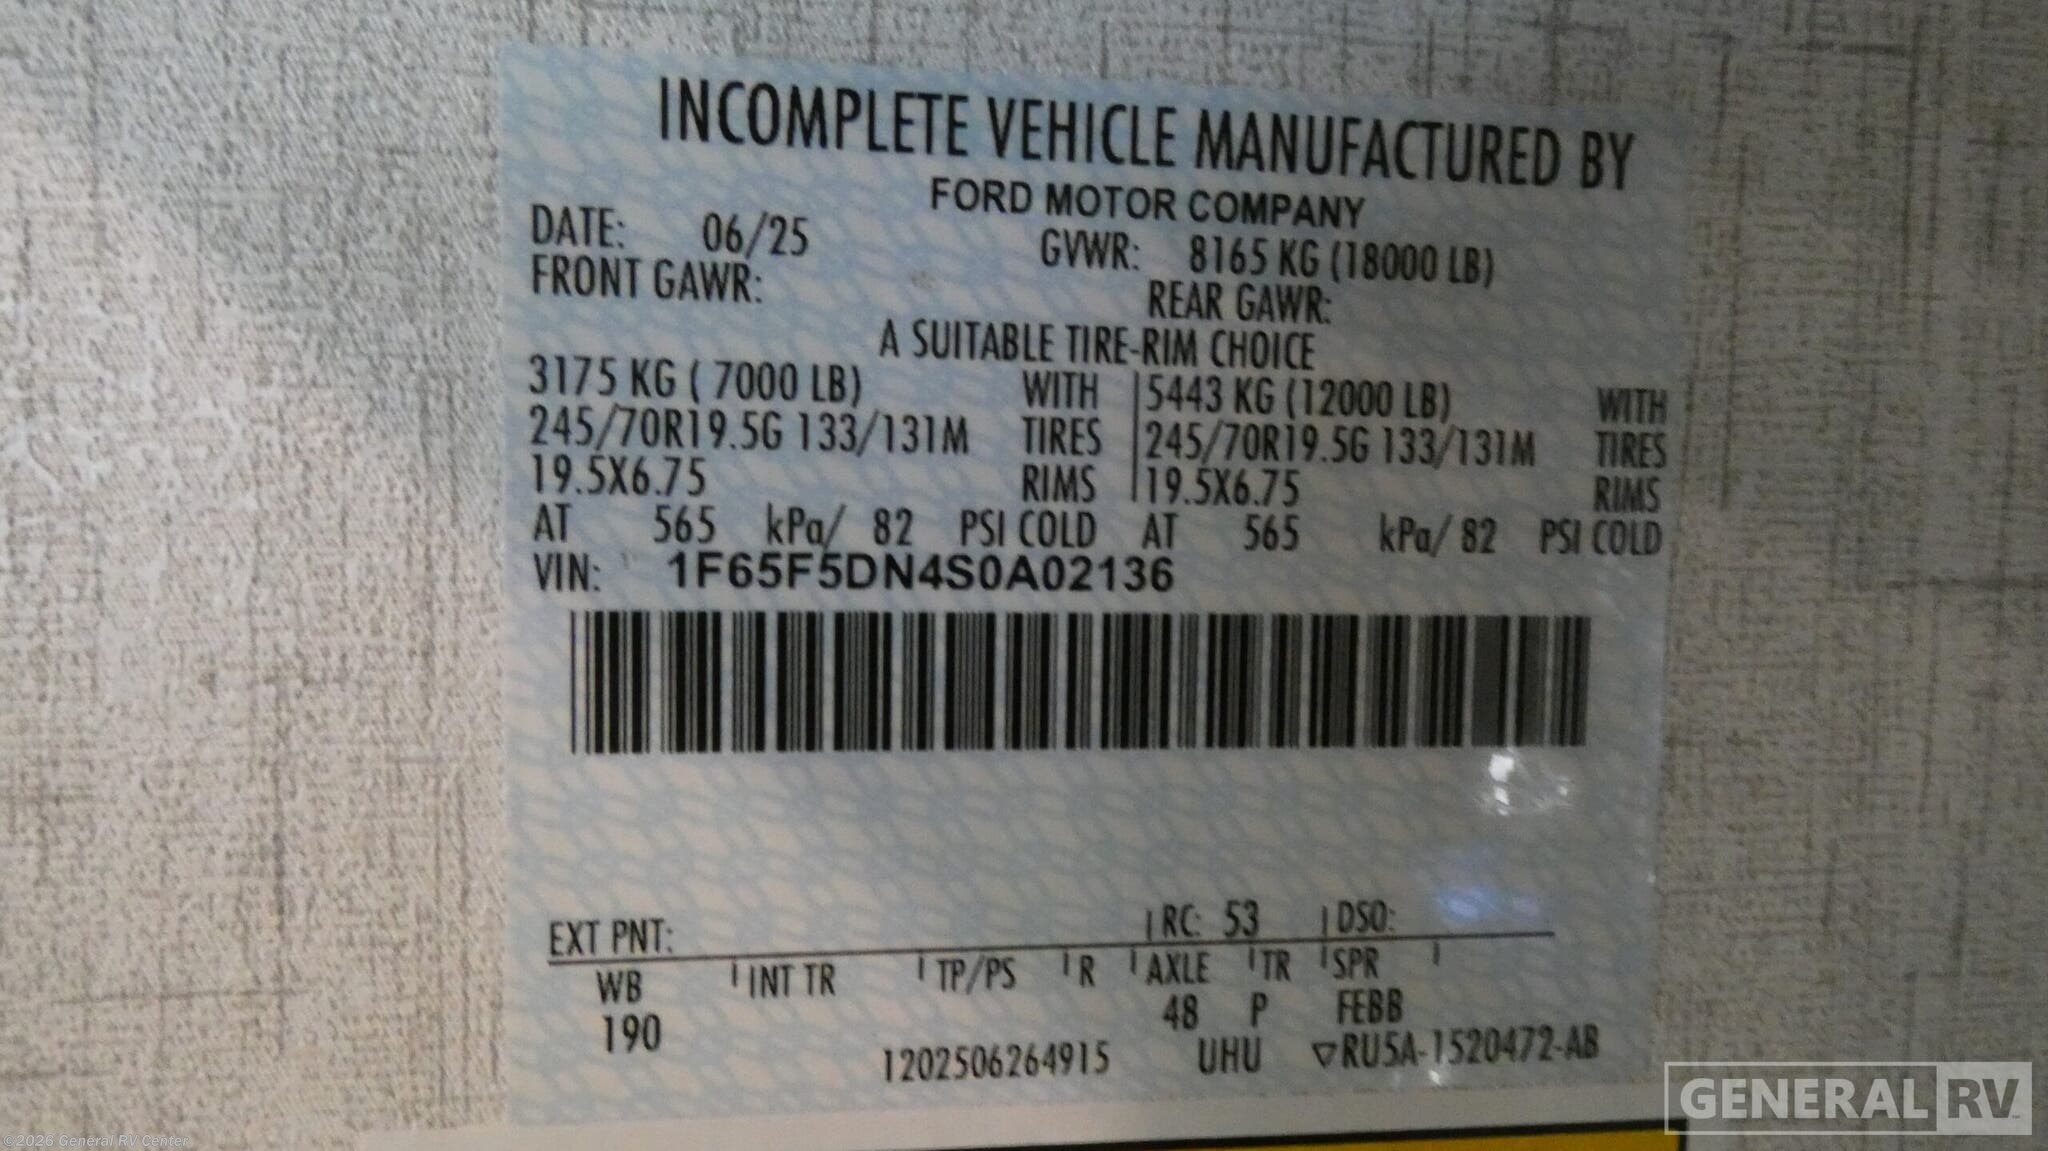 INCOMPLETE VEHICLE MANUFACTURED BY
FORD MOTOR COMPANY
DATE: 06/25 GVWR: 8165 KG (18000 LB)
FRONT GAWR: REAR GAWR:
A SUITABLE TIRE-RIM CHOICE
3175 KG ( 7000 LB) WITH 5443 KG (12000 LB) WITH
245/70R19.5G 133/131M TIRES 245/70R19.5G 133/131M TIRES
19.5X6.75 RIMS 19.5X6.75 RIMS
AT 565 kPa/ 82 PSI COLD AT 565 kPa/ 82 PSI COLD
VIN: 1F65F5DN4S0A02136
EXT PNT: RC: 53 DSO:
WB INT TR TP/PS R AXLE TR SPR
190 48 P FEBB
1202506264915 UHU ▽RU5A-1520472-AB
GENERAL RV
©2026 General RV Center